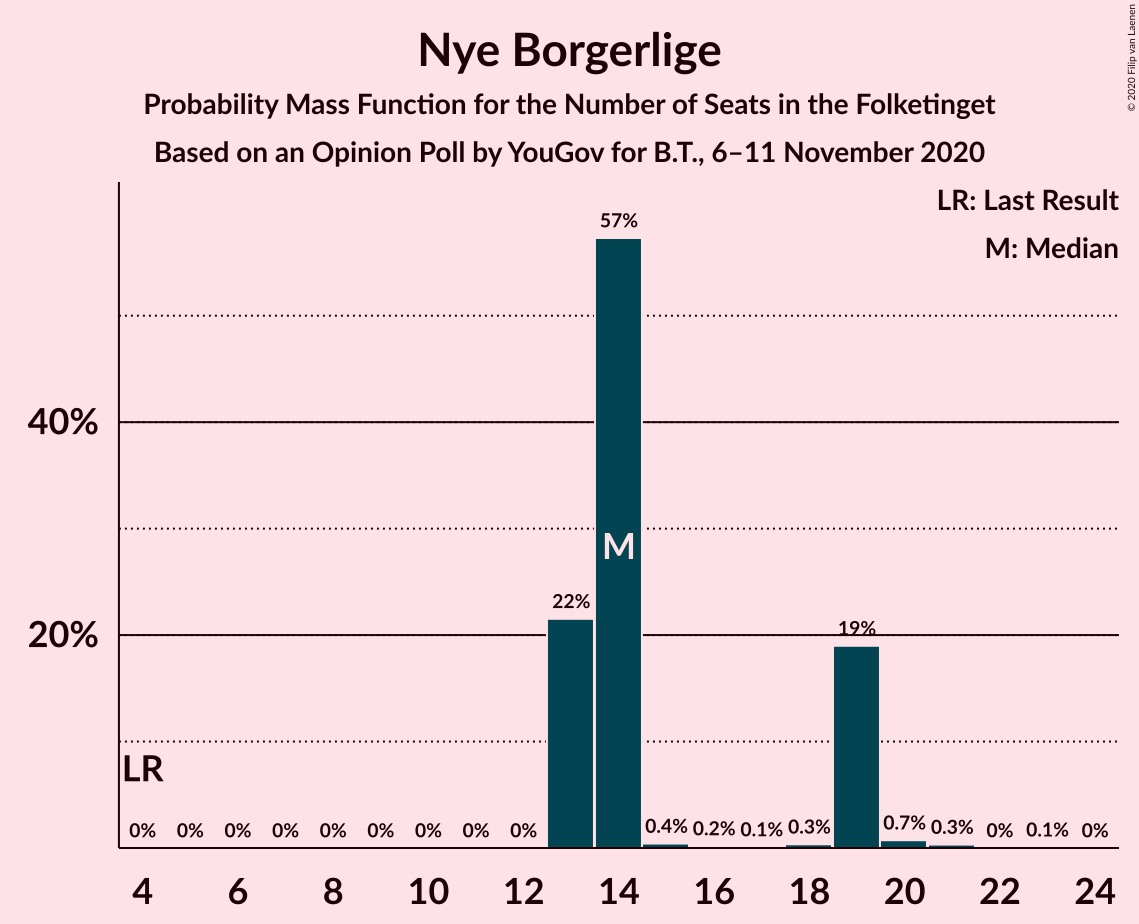 Nye Borgerlige
Probability Mass Function for the Number of Seats in the Folketinget
Based on an Opinion Poll by YouGov for B.T., 6–11 November 2020
© 2020 Filip van Laenen
LR: Last Result
M: Median
57%
40%
M
22%
20%
19%
LR
0% 0% 0% 0% 0% 0% 0% 0% 0% 0.4% 0.2% 0.1% 0.3% 0.7% 0.3% 0% 0.1% 0%
4 6 8 10 12 14 16 18 20 22 24